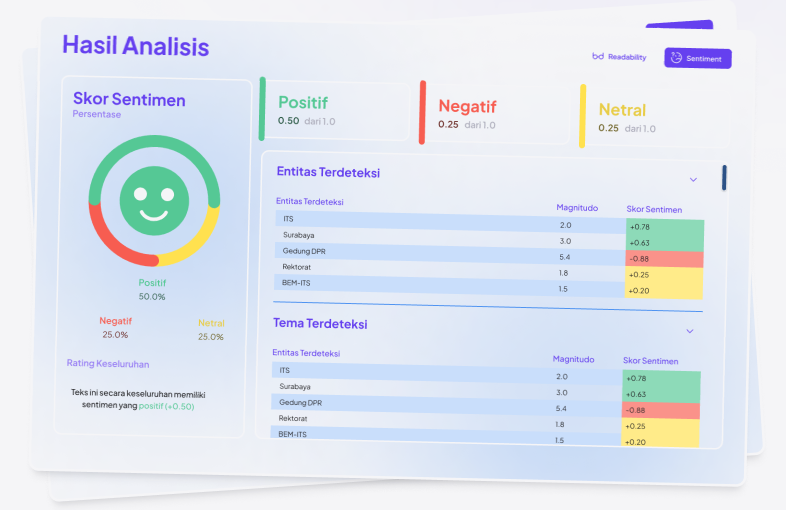 Hasil Analisis
Readability
Sentiment
Skor Sentimen
Persentase
Positif
50.0%
Negatif
25.0%
Netral
25.0%
Rating Keseluruhan
Teks ini secara keseluruhan memiliki
sentimen yang positif (+0.50)
Positif
0.50 dari 1.0
Negatif
0.25 dari 1.0
Netral
0.25 dari 1.0
Entitas Terdeteksi
Entitas Terdeteksi Magnitudo Skor Sentimen
ITS 2.0 +0.78
Surabaya 3.0 +0.63
Gedung DPR 5.4 -0.88
Rektorat 1.8 +0.25
BEM-ITS 1.5 +0.20
Tema Terdeteksi
Entitas Terdeteksi Magnitudo Skor Sentimen
ITS 2.0 +0.78
Surabaya 3.0 +0.63
Gedung DPR 5.4 -0.88
Rektorat 1.8 +0.25
BEM-ITS 1.5 +0.20